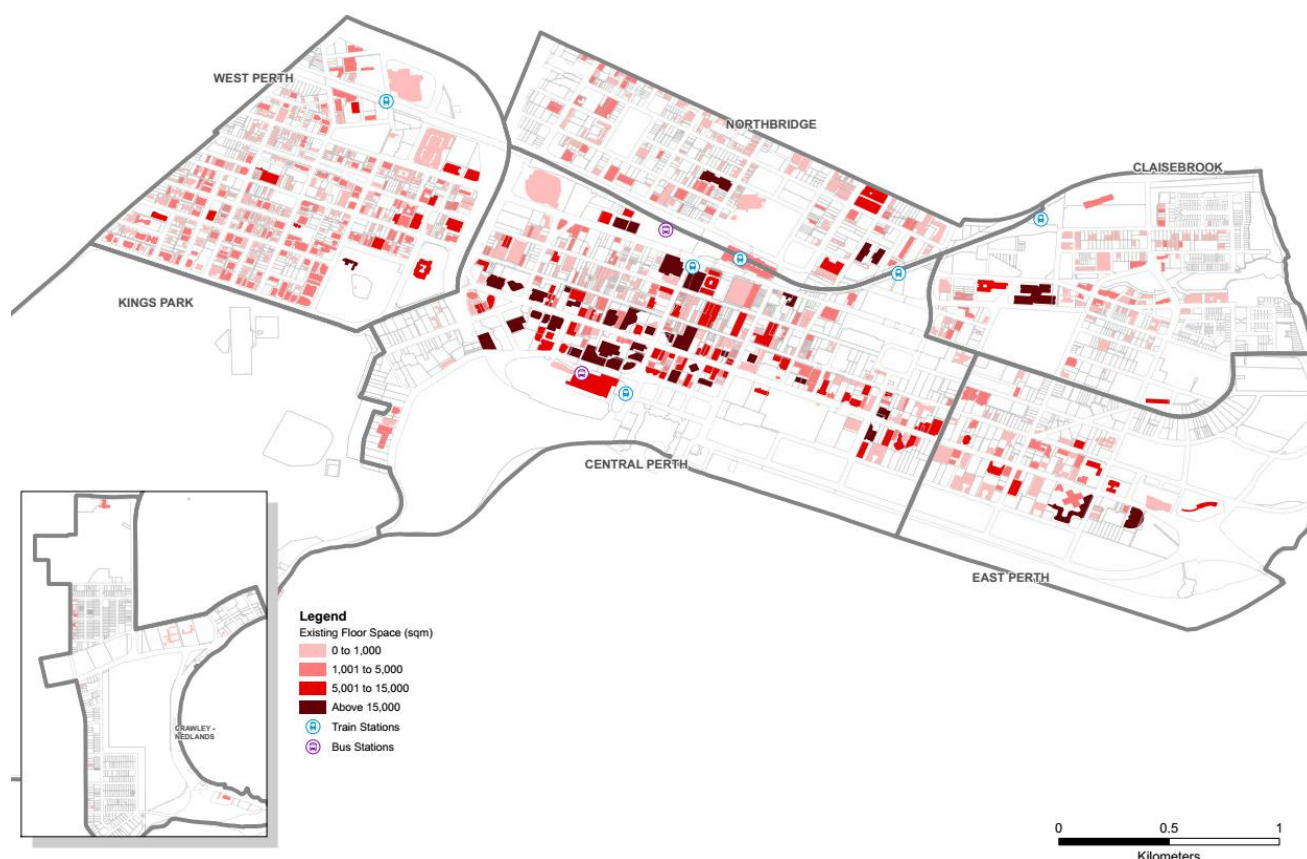 WEST PERTH
NORTHBRIDGE
CLAISEBROOK
KINGS PARK
CENTRAL PERTH
EAST PERTH
CRAWLEY -
NEDLANDS
Legend
Existing Floor Space (sqm)
0 to 1,000
1,001 to 5,000
5,001 to 15,000
Above 15,000
Train Stations
Bus Stations
0 0.5 1
Kilometers